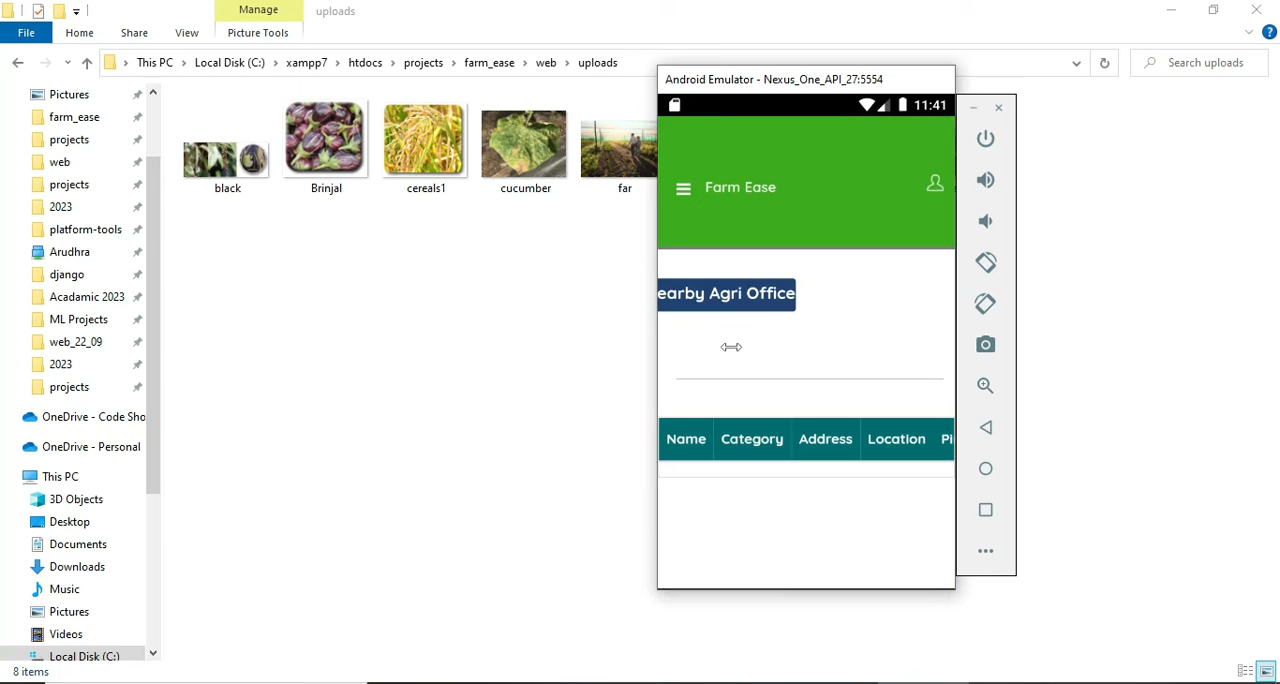 Manage
uploads
File
Home
Share
View
Picture Tools
This PC
Local Disk (C:)
xampp7
htdocs
projects
farm_ease
web
uploads
Search uploads
Pictures
farm_ease
projects
web
projects
2023
platform-tools
Arudhra
django
Acadamic 2023
ML Projects
web_22_09
2023
projects
OneDrive - Code Sho
OneDrive - Personal
This PC
3D Objects
Desktop
Documents
Downloads
Music
Pictures
Videos
Local Disk (C:)
8 items
black
Brinjal
cereals1
cucumber
far
Android Emulator - Nexus_One_API_27:5554
11:41
Farm Ease
earby Agri Office
Name Category Address Location Pi